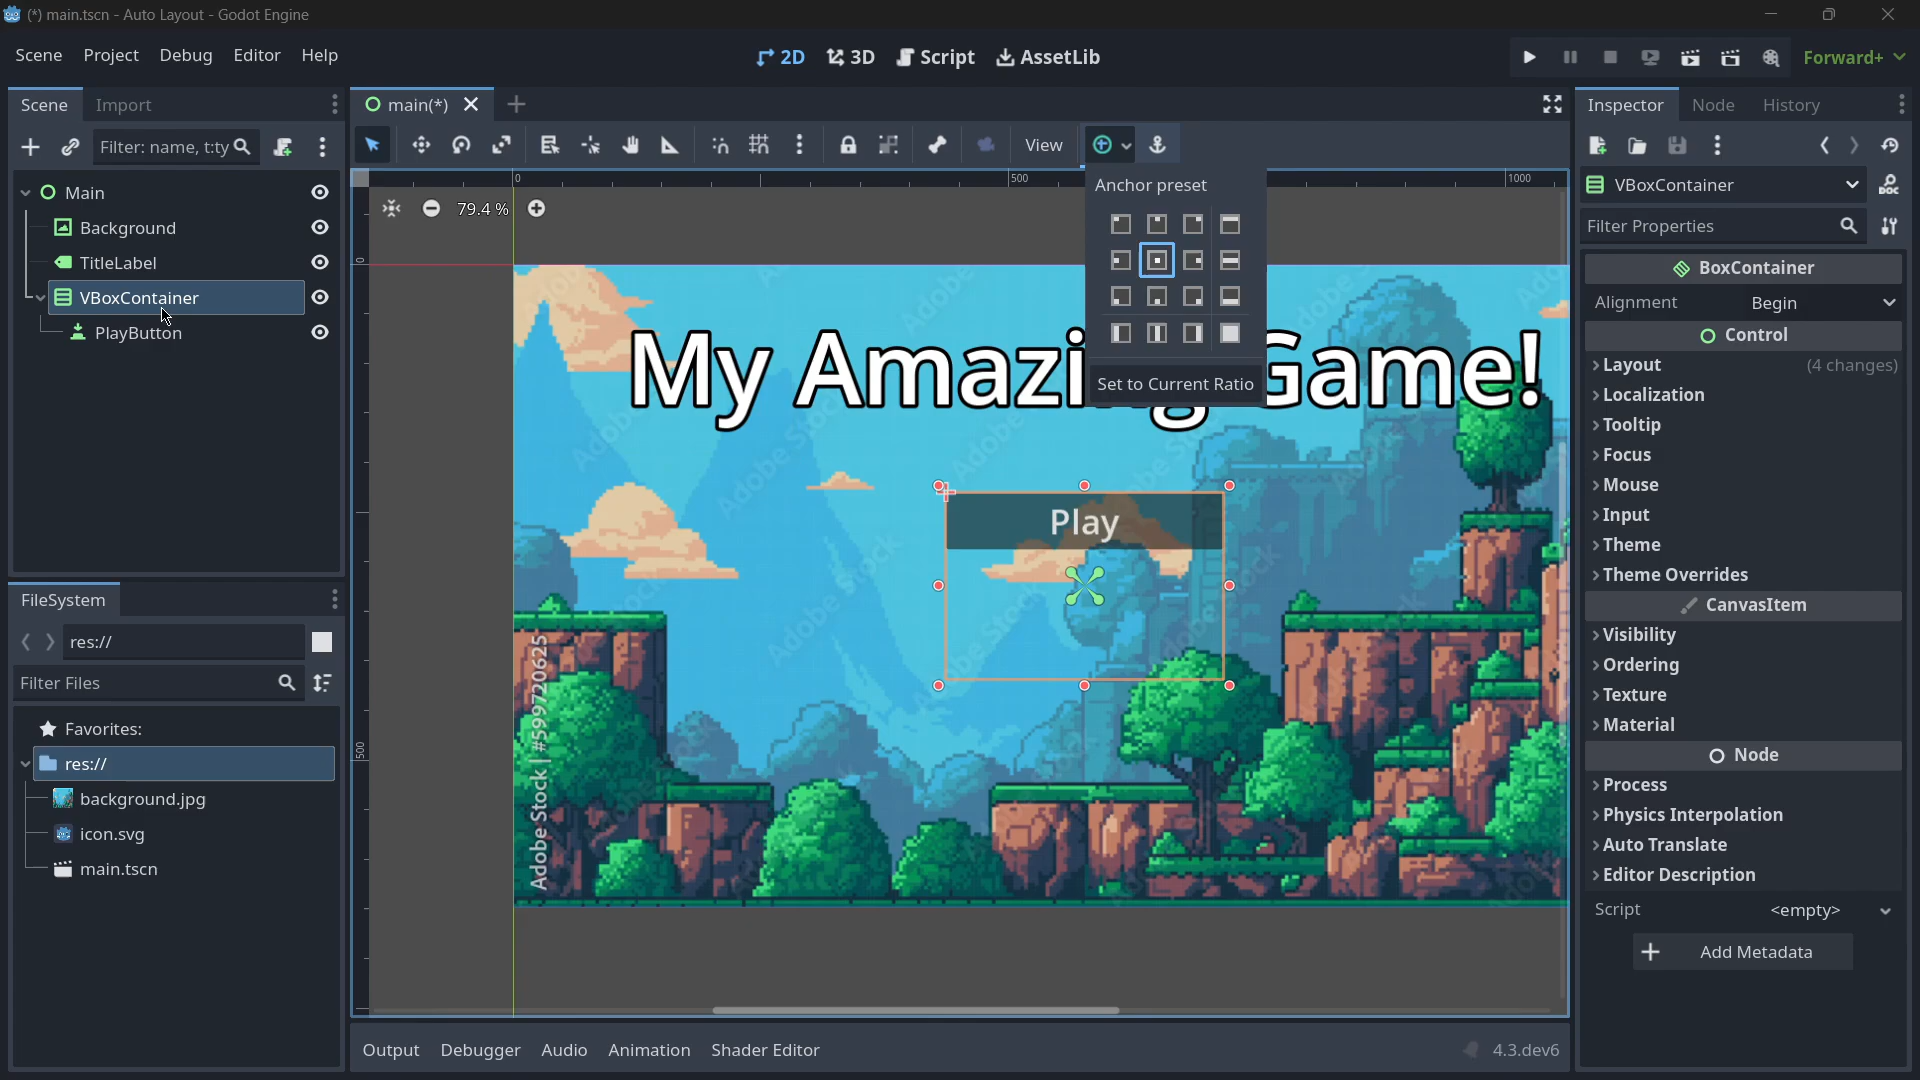 (*) main.tscn - Auto Layout - Godot Engine
Scene Project Debug Editor Help
2D 3D Script AssetLib
Forward+
Scene Import
main(*)
Inspector Node History
Filter: name, t:ty
View
VBoxContainer
Filter Properties
Main
Background
TitleLabel
VBoxContainer
PlayButton
0 500 1000
79.4 %
Anchor preset
Set to Current Ratio
0
500
My Amazi g Game!
Play
Adobe Stock | #599720625
Adobe Stock
BoxContainer
Alignment Begin
Control
Layout (4 changes)
Localization
Tooltip
Focus
Mouse
Input
Theme
Theme Overrides
CanvasItem
Visibility
Ordering
Texture
Material
Node
Process
Physics Interpolation
Auto Translate
Editor Description
Script <empty>
Add Metadata
FileSystem
res://
Filter Files
Favorites:
res://
background.jpg
icon.svg
main.tscn
Output Debugger Audio Animation Shader Editor
4.3.dev6